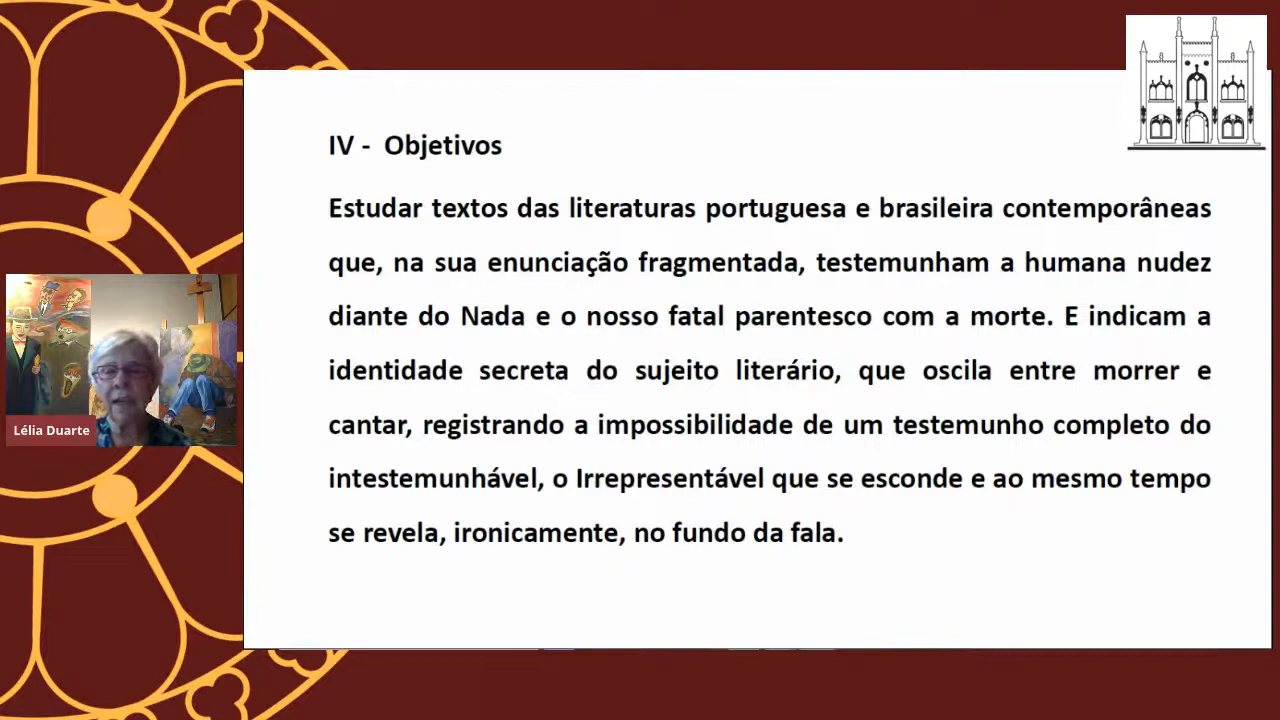 IV - Objetivos
Estudar textos das literaturas portuguesa e brasileira contemporâneas
que, na sua enunciação fragmentada, testemunham a humana nudez
diante do Nada e o nosso fatal parentesco com a morte. E indicam a
identidade secreta do sujeito literário, que oscila entre morrer e
cantar, registrando a impossibilidade de um testemunho completo do
intestemunhável, o Irrepresentável que se esconde e ao mesmo tempo
se revela, ironicamente, no fundo da fala.
Lélia Duarte